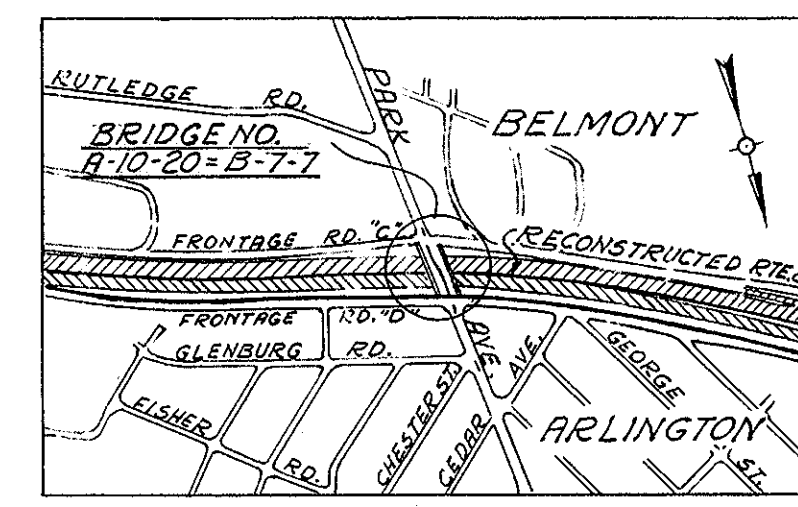 RUTLEDGE RD.
PARK
BELMONT
BRIDGE NO.
A-10-20=B-7-7
FRONTAGE RD. "C"
RECONSTRUCTED RTE.
FRONTAGE RD. "D"
AVE.
GLENBURG RD.
AVE.
GEORGE
FISHER
RD.
CHESTER ST.
CEDAR
ARLINGTON
ST.